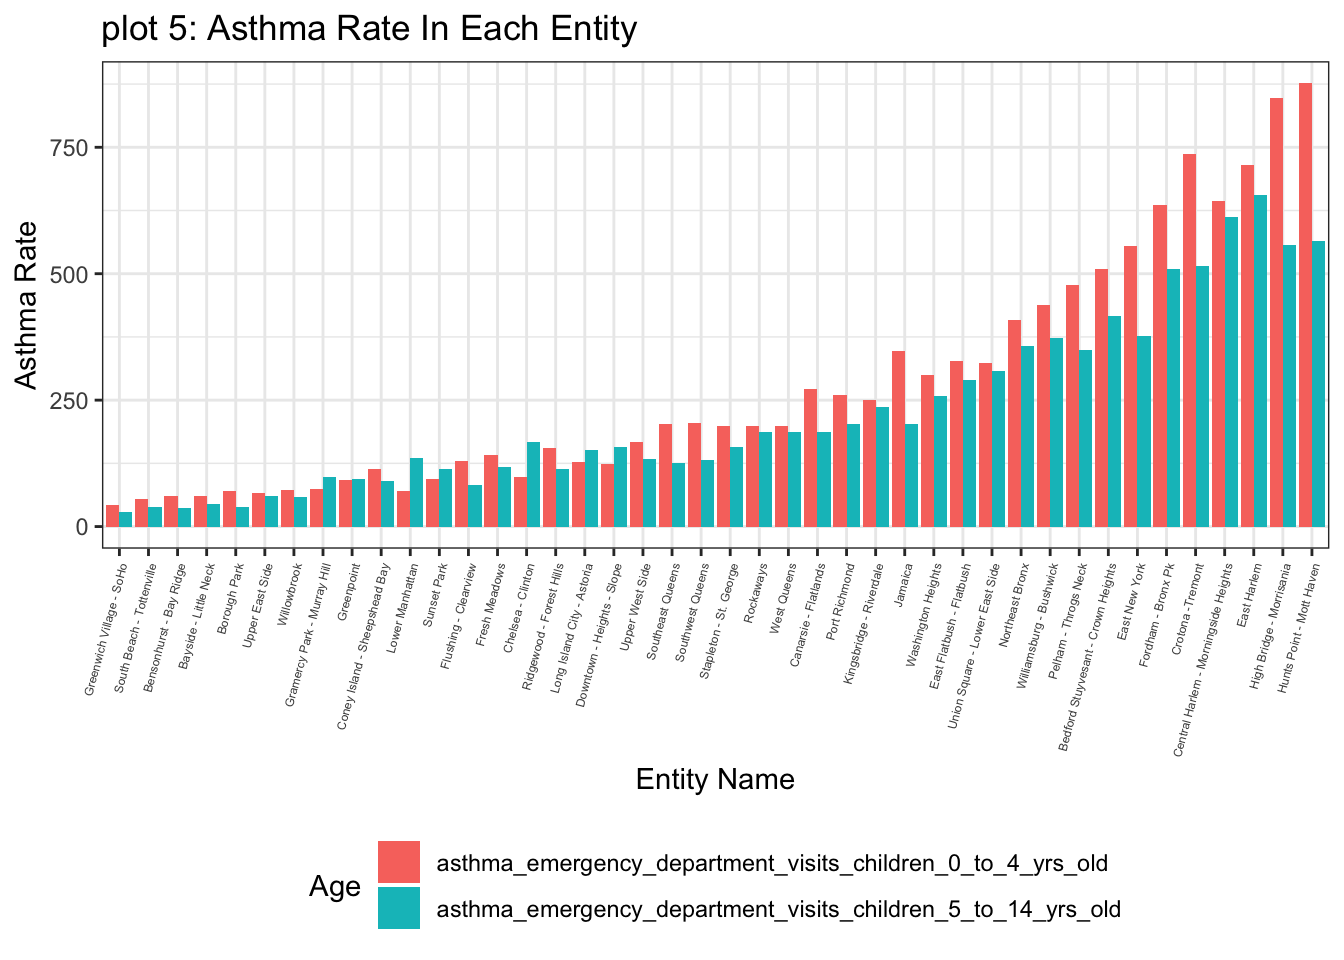 plot 5: Asthma Rate In Each Entity
Asthma Rate
750
500
250
0
Greenwich Village - SoHo
South Beach - Tottenville
Bensonhurst - Bay Ridge
Bayside - Little Neck
Borough Park
Upper East Side
Willowbrook
Gramercy Park - Murray Hill
Greenpoint
Coney Island - Sheepshead Bay
Lower Manhattan
Sunset Park
Flushing - Clearview
Fresh Meadows
Chelsea - Clinton
Ridgewood - Forest Hills
Long Island City - Astoria
Downtown - Heights - Slope
Upper West Side
Southeast Queens
Southwest Queens
Stapleton - St. George
Rockaways
West Queens
Canarsie - Flatlands
Port Richmond
Kingsbridge - Riverdale
Jamaica
Washington Heights
East Flatbush - Flatbush
Union Square - Lower East Side
Northeast Bronx
Williamsburg - Bushwick
Pelham - Throgs Neck
Bedford Stuyvesant - Crown Heights
East New York
Fordham - Bronx Pk
Crotona -Tremont
Central Harlem - Morningside Heights
East Harlem
High Bridge - Morrisania
Hunts Point - Mott Haven
Entity Name
Age
asthma_emergency_department_visits_children_0_to_4_yrs_old
asthma_emergency_department_visits_children_5_to_14_yrs_old